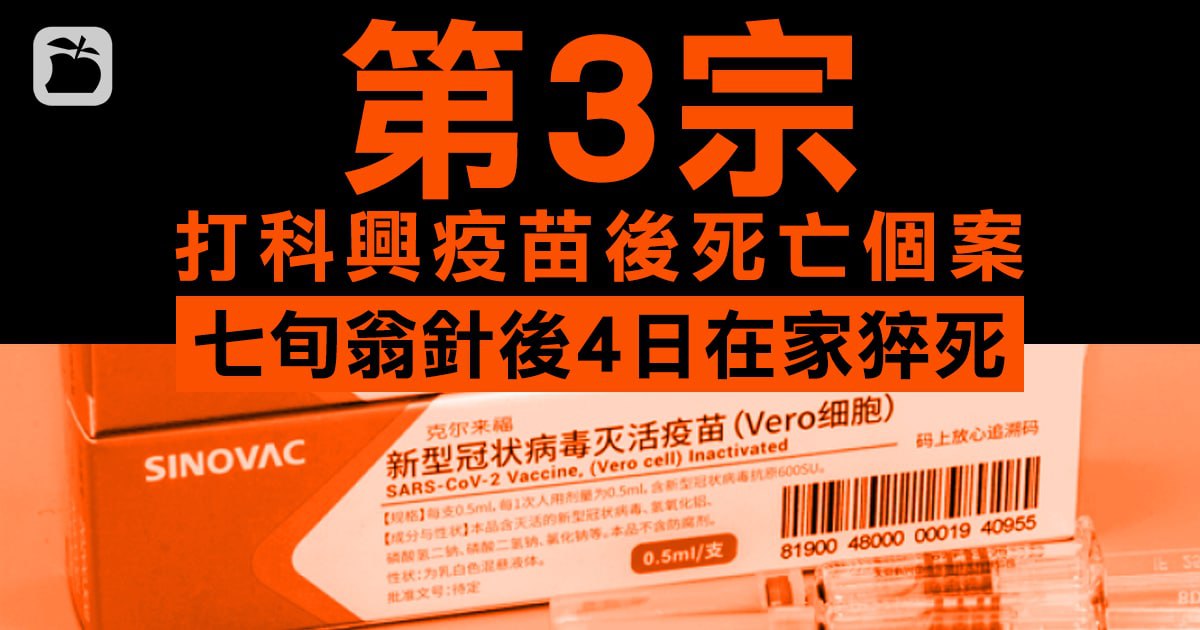 第3宗
打科興疫苗後死亡個案
七旬翁針後4日在家猝死
SINOVAC
克尔来福
新型冠状病毒灭活疫苗(Vero细胞)
SARS-CoV-2 Vaccine, (Vero cell) Inactivated
码上放心追溯码
【规格】每支0.5ml, 每1次人用剂量为0.5ml, 含新型冠状病毒抗原600SU。
【成分与性状】本品含灭活的新型冠状病毒、氢氧化铝、
磷酸氢二钠、磷酸二氢钠、氯化钠等。本品不含防腐剂。
性状:为乳白色混悬液体。
批准文号:待定
0.5ml/支
81900 48000 00019 40955